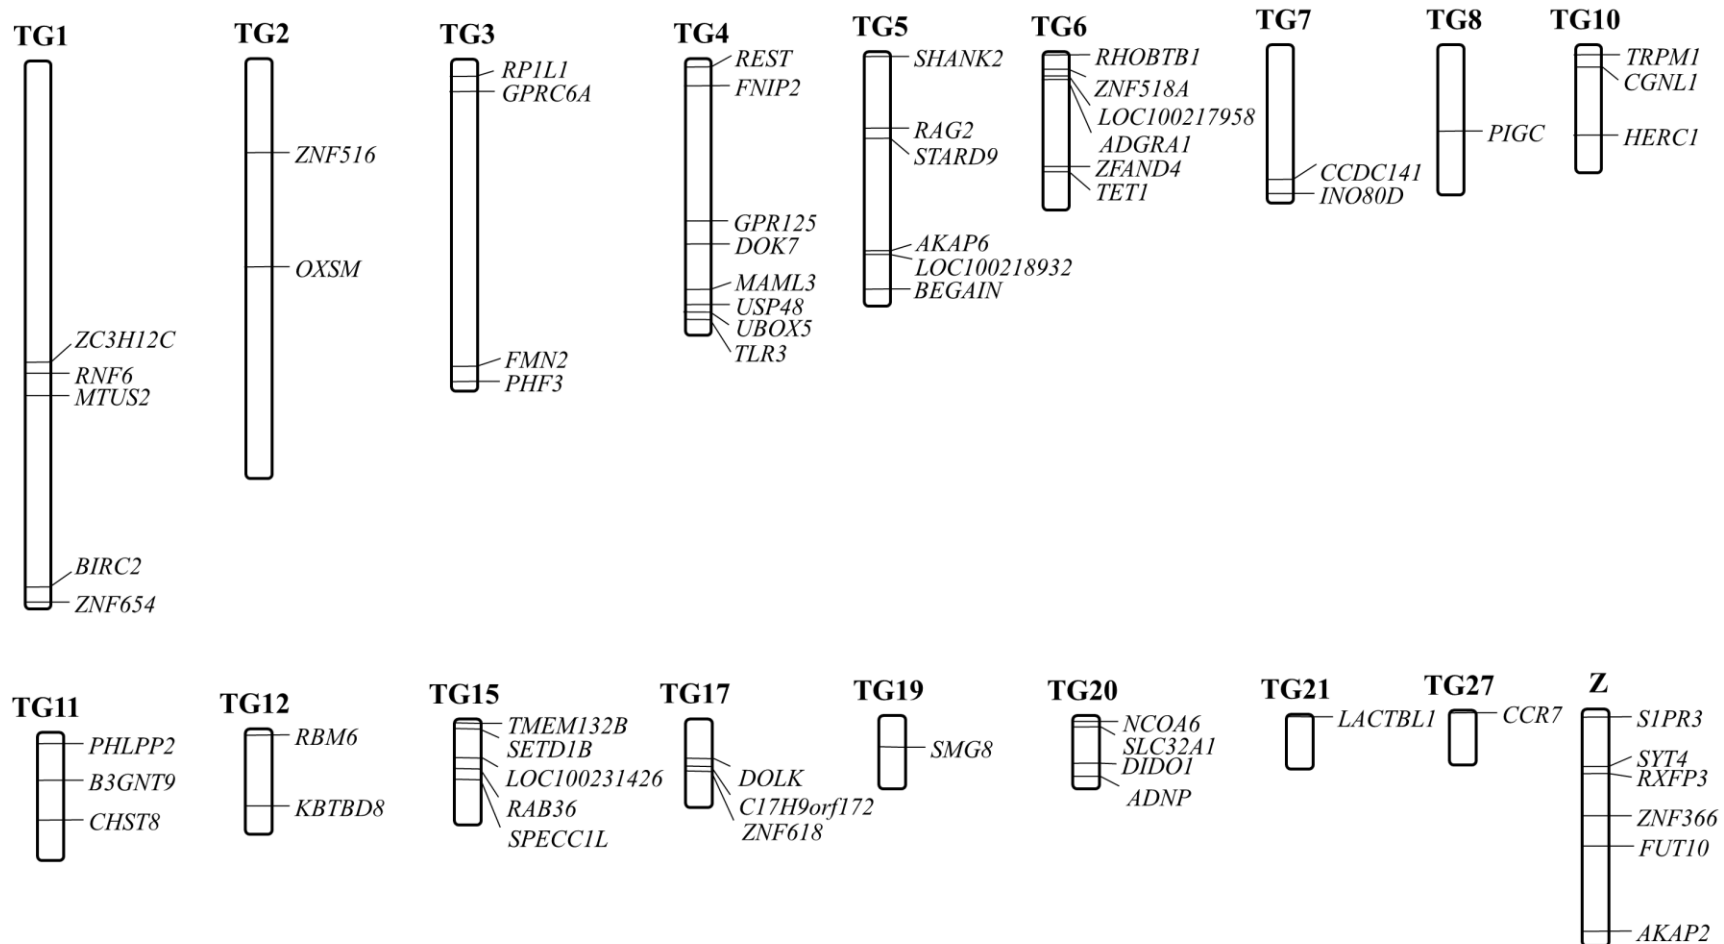 TG1
ZC3H12C
RNF6
MTUS2
BIRC2
ZNF654
TG2
ZNF516
OXSM
TG3
RP1L1
GPRC6A
FMN2
PHF3
TG4
REST
FNIP2
GPR125
DOK7
MAML3
USP48
UBOX5
TLR3
TG5
SHANK2
RAG2
STARD9
AKAP6
LOC100218932
BEGAIN
TG6
RHOBTB1
ZNF518A
LOC100217958
ADGRA1
ZFAND4
TET1
TG7
CCDC141
INO80D
TG8
PIGC
TG10
TRPM1
CGNL1
HERC1
TG11
PHLPP2
B3GNT9
CHST8
TG12
RBM6
KBTBD8
TG15
TMEM132B
SETD1B
LOC100231426
RAB36
SPECC1L
TG17
DOLK
C17H9orf172
ZNF618
TG19
SMG8
TG20
NCOA6
SLC32A1
DIDO1
ADNP
TG21
LACTBL1
TG27
CCR7
Z
S1PR3
SYT4
RXFP3
ZNF366
FUT10
AKAP2